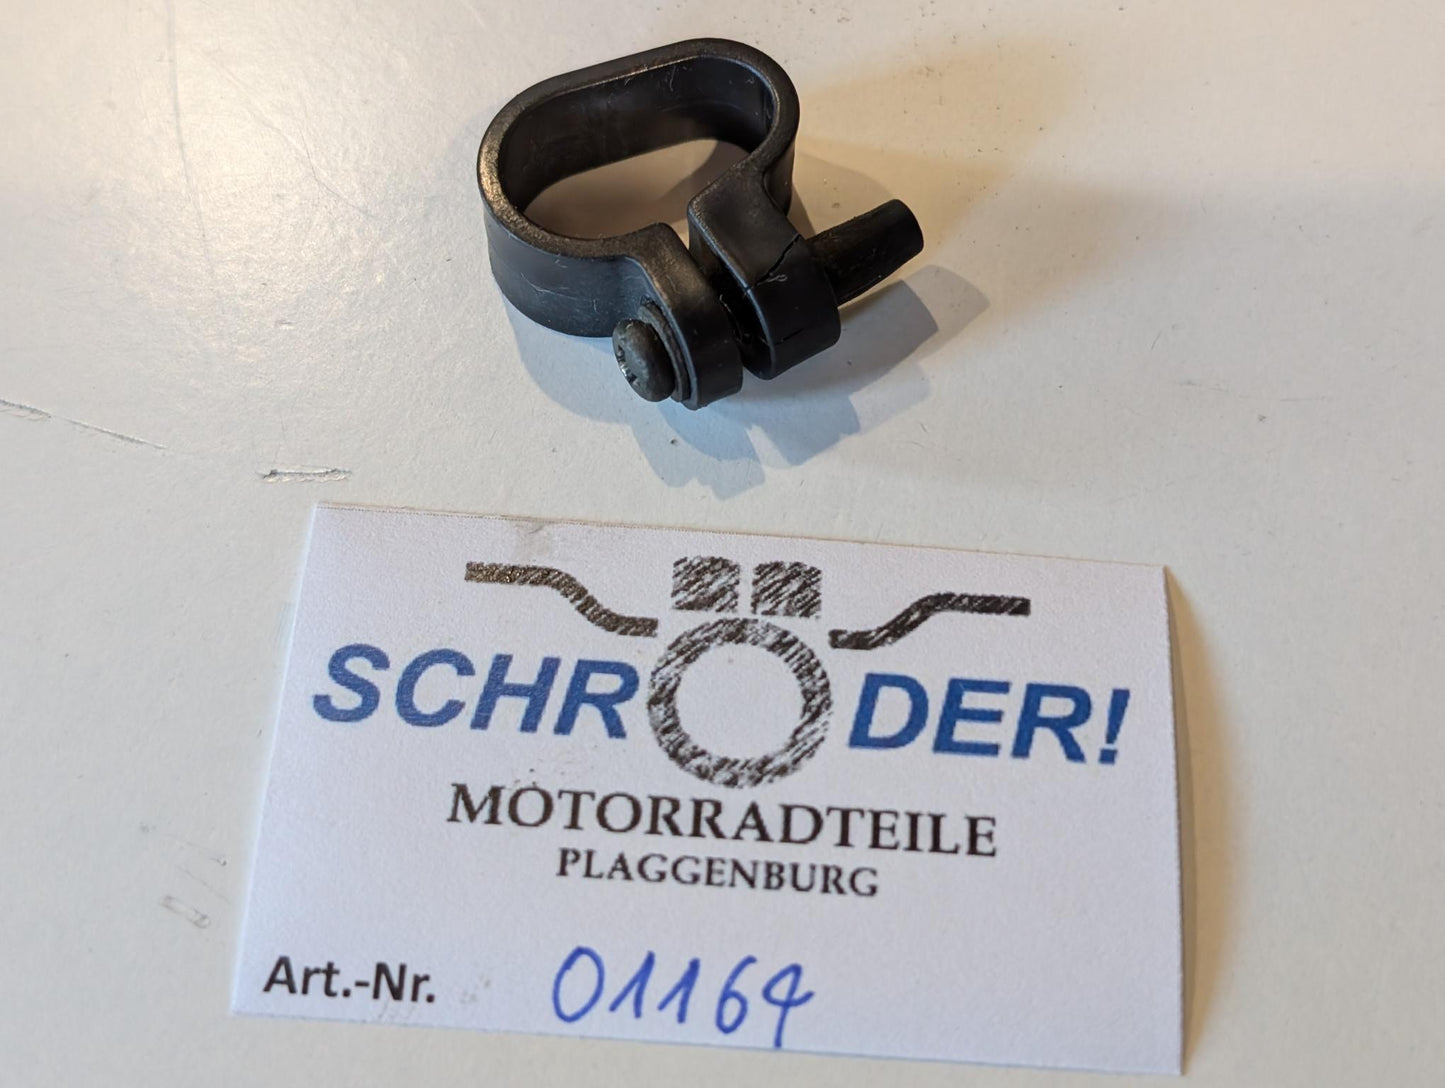 SCHRÖDER!
MOTORRADTEILE
PLAGGENBURG
Art.-Nr. 01164